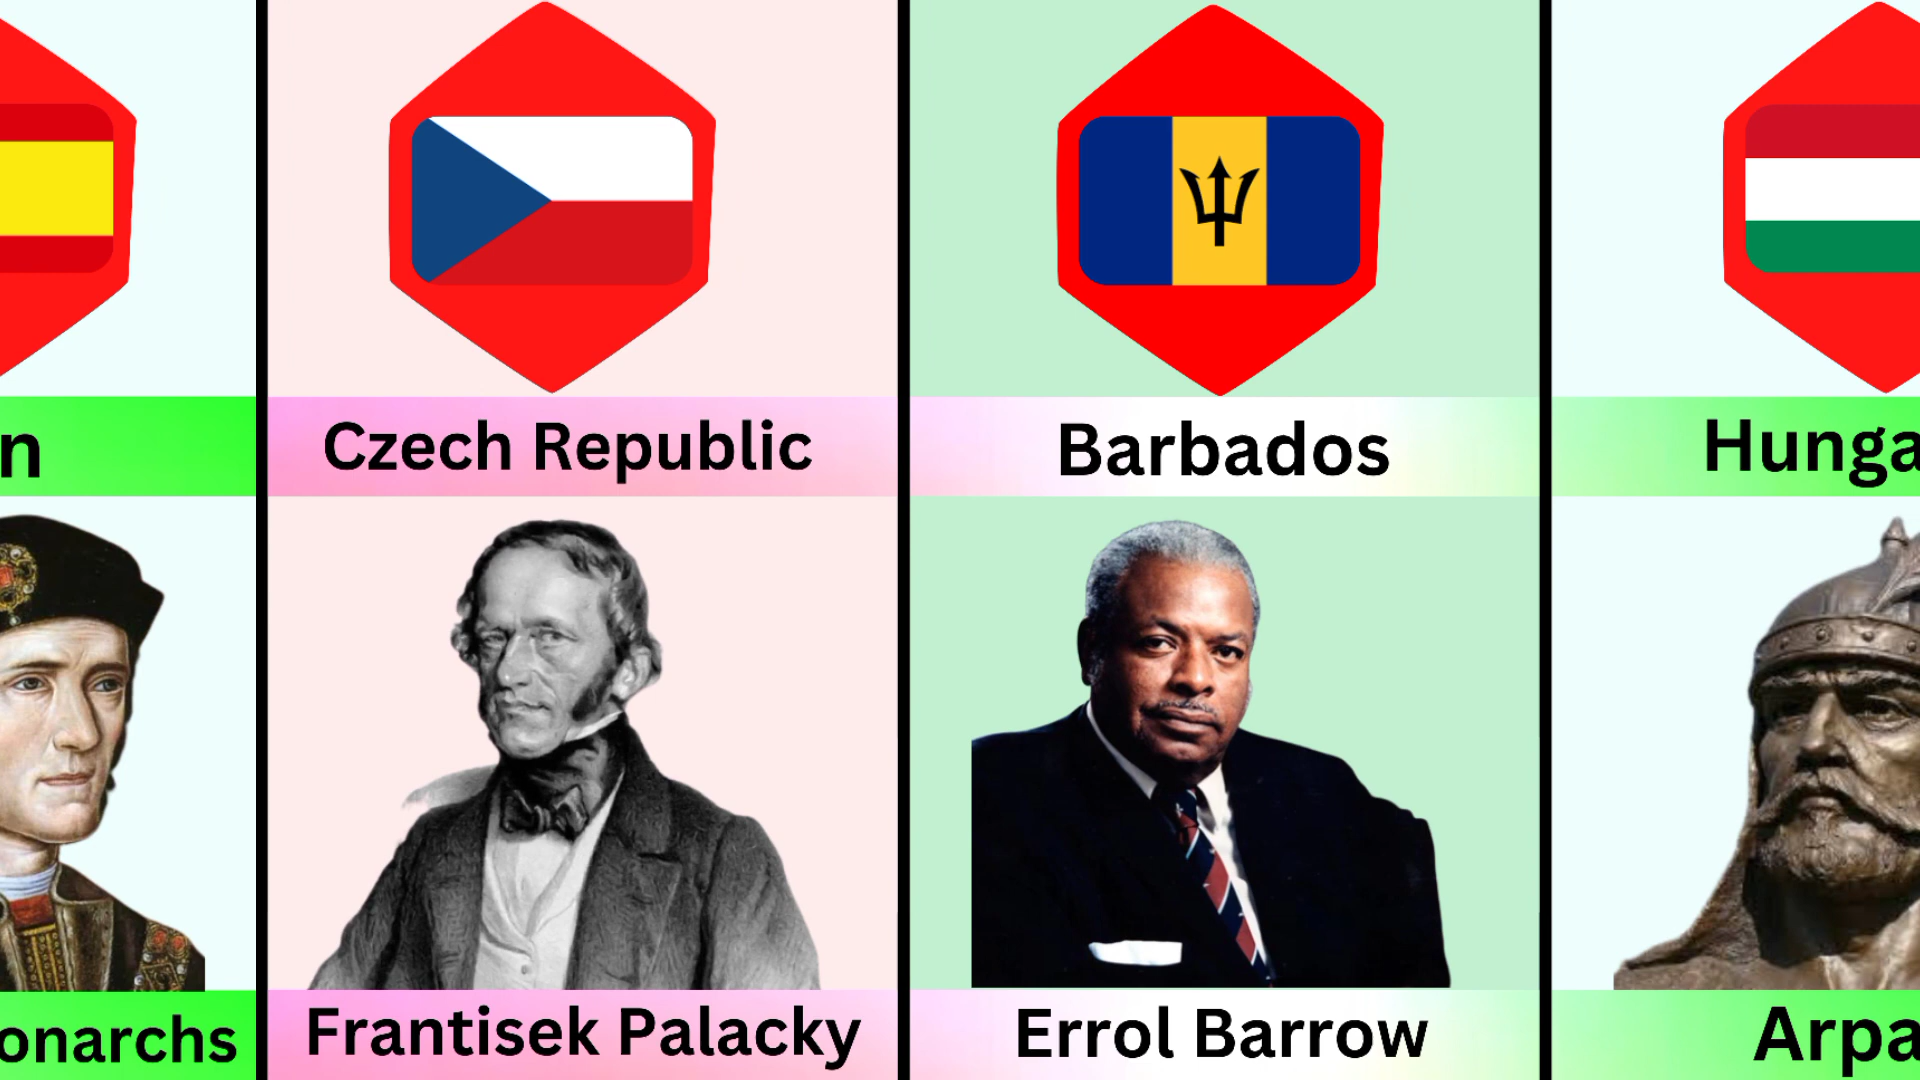 n
Czech Republic
Barbados
Hunga
onarchs
Frantisek Palacky
Errol Barrow
Arpa